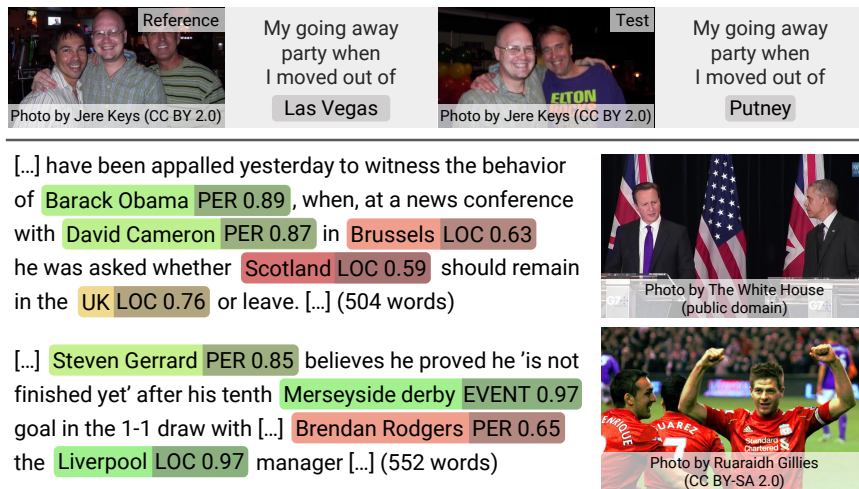 Reference
My going away
party when
I moved out of
Las Vegas
Photo by Jere Keys (CC BY 2.0)
Test
ELTON
My going away
party when
I moved out of
Putney
Photo by Jere Keys (CC BY 2.0)
[...] have been appalled yesterday to witness the behavior
of Barack Obama PER 0.89 , when, at a news conference
with David Cameron PER 0.87 in Brussels LOC 0.63
he was asked whether Scotland LOC 0.59 should remain
in the UK LOC 0.76 or leave. [...] (504 words)
Photo by The White House
(public domain)
G7
[...] Steven Gerrard PER 0.85 believes he proved he 'is not
finished yet' after his tenth Merseyside derby EVENT 0.97
goal in the 1-1 draw with [...] Brendan Rodgers PER 0.65
the Liverpool LOC 0.97 manager [...] (552 words)
ENRIQUE
UAREZ
7
Standard
Chartered
Photo by Ruaraidh Gillies
(CC BY-SA 2.0)